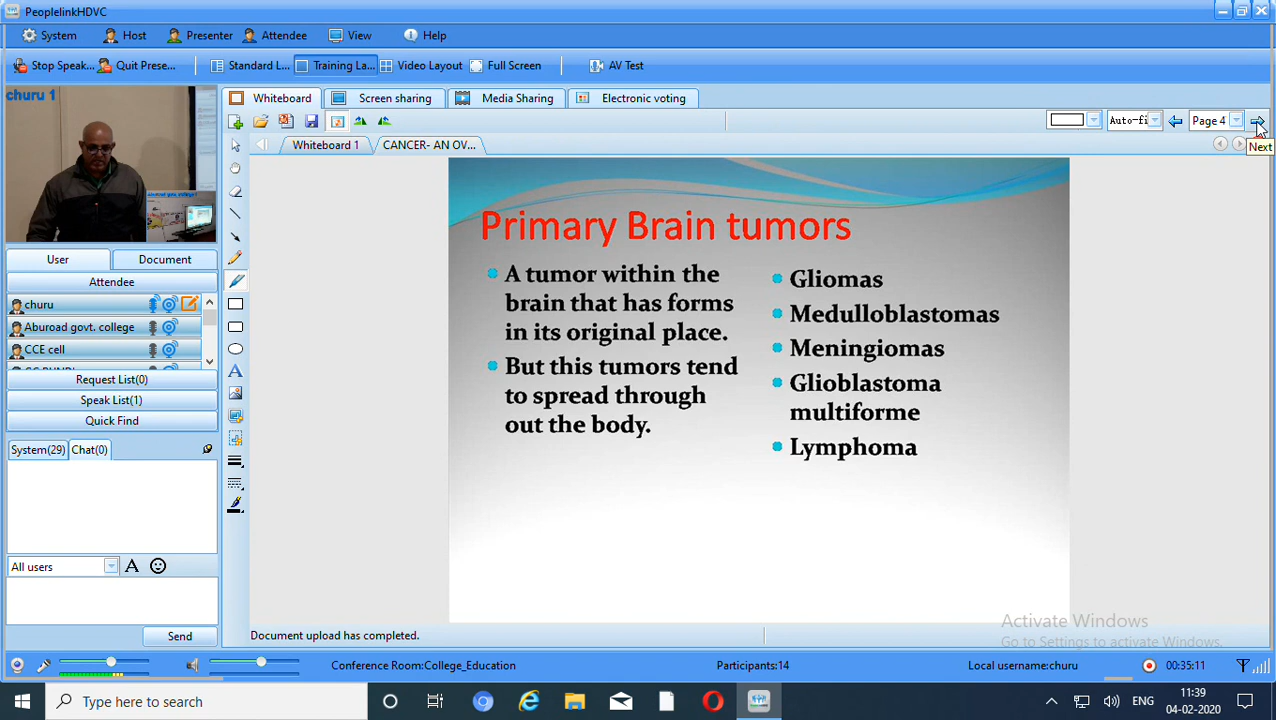 PeoplelinkHDVC
System Host Presenter Attendee View Help
Stop Speak... Quit Prese... Standard L... Training La... Video Layout Full Screen AV Test
churu 1
Whiteboard Screen sharing Media Sharing Electronic voting
Auto-fi Page 4
Next
Whiteboard 1 CANCER- AN OV...
Primary Brain tumors
A tumor within the
brain that has forms
in its original place.
But this tumors tend
to spread through
out the body.
Gliomas
Medulloblastomas
Meningiomas
Glioblastoma
multiforme
Lymphoma
User Document
Attendee
churu
Aburoad govt. college
CCE cell
Request List(0)
Speak List(1)
Quick Find
System(29) Chat(0)
All users
Send
Document upload has completed.
Activate Windows
Go to Settings to activate Windows.
Conference Room:College_Education Participants:14 Local username:churu 00:35:11
Type here to search
ENG
11:39
04-02-2020